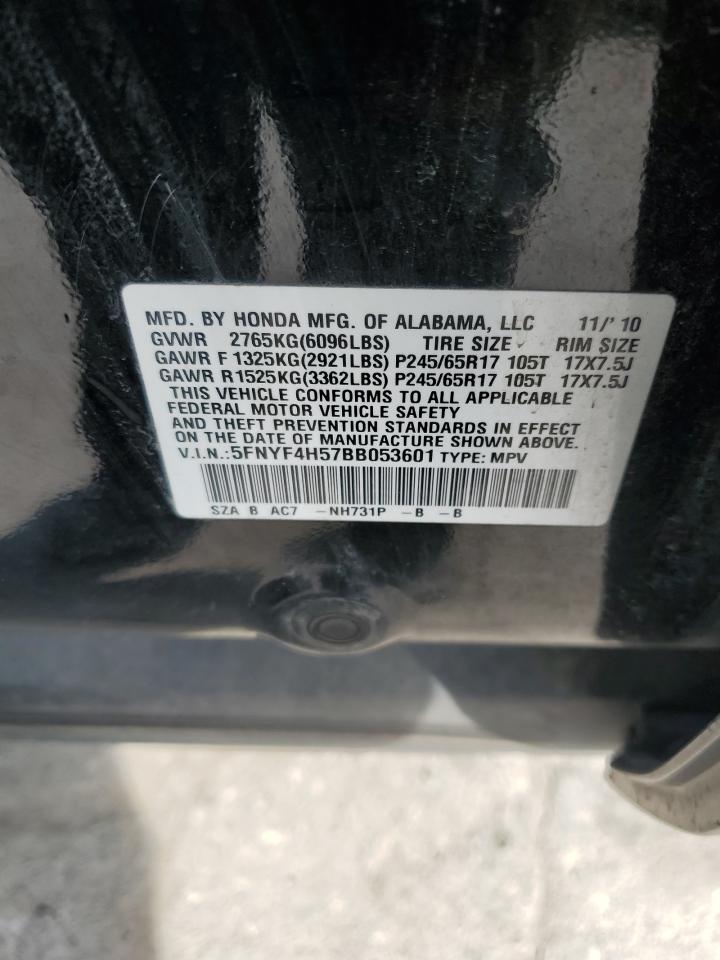 MFD. BY HONDA MFG. OF ALABAMA, LLC 11/' 10
GVWR 2765KG(6096LBS) TIRE SIZE RIM SIZE
GAWR F 1325KG(2921LBS) P245/65R17 105T 17X7.5J
GAWR R1525KG(3362LBS) P245/65R17 105T 17X7.5J
THIS VEHICLE CONFORMS TO ALL APPLICABLE
FEDERAL MOTOR VEHICLE SAFETY
AND THEFT PREVENTION STANDARDS IN EFFECT
ON THE DATE OF MANUFACTURE SHOWN ABOVE.
V.I.N.:5FNYF4H57BB053601 TYPE: MPV
SZA B AC7 -NH731P -B -B